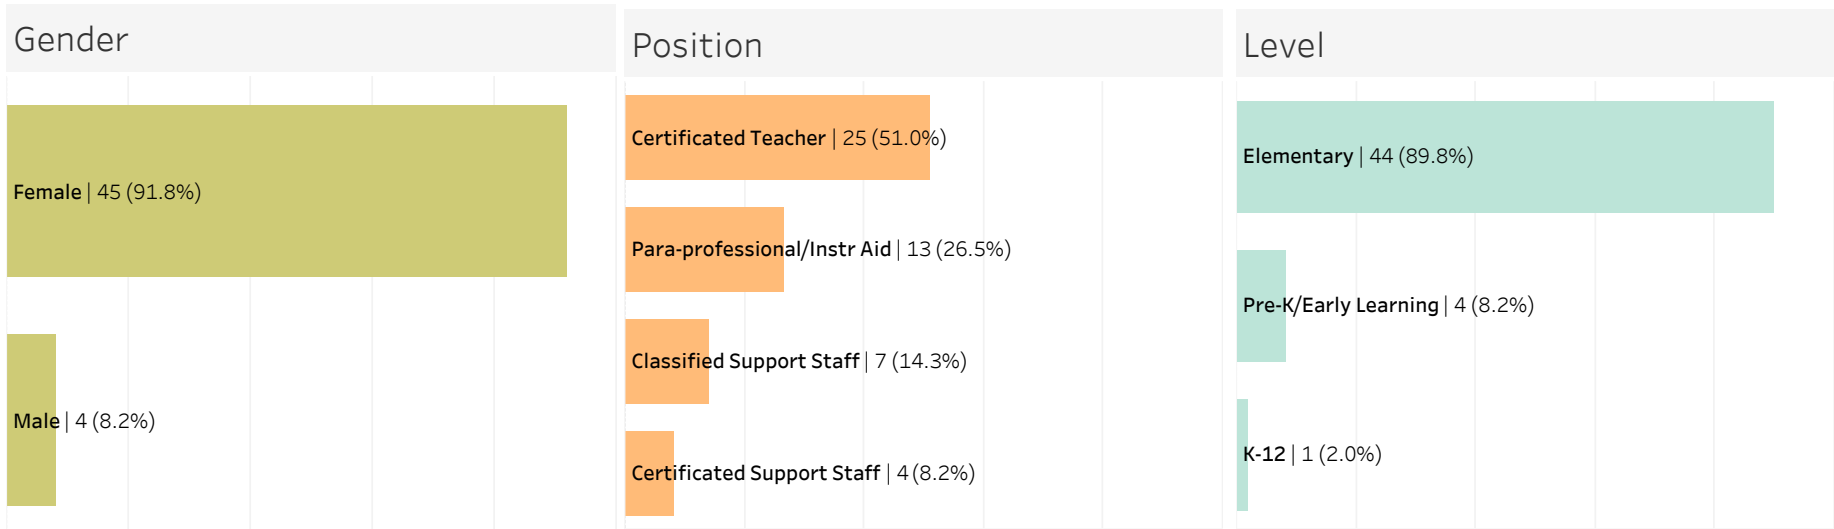 Gender
Female | 45 (91.8%)
Male | 4 (8.2%)
Position
Certificated Teacher | 25 (51.0%)
Para-professional/Instr Aid | 13 (26.5%)
Classified Support Staff | 7 (14.3%)
Certificated Support Staff | 4 (8.2%)
Level
Elementary | 44 (89.8%)
Pre-K/Early Learning | 4 (8.2%)
K-12 | 1 (2.0%)